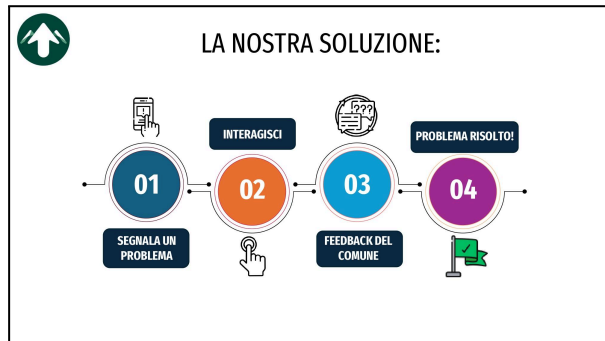 LA NOSTRA SOLUZIONE:
???
INTERAGISCI
PROBLEMA RISOLTO!
01
02
03
04
SEGNALA UN
PROBLEMA
FEEDBACK DEL
COMUNE